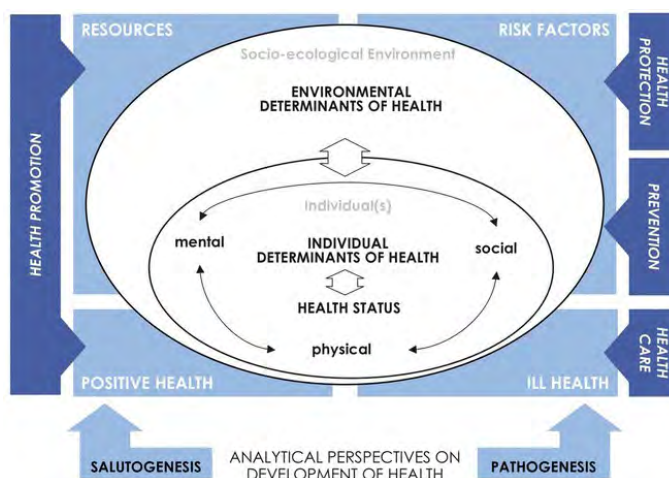 RESOURCES
RISK FACTORS
Socio-ecological Environment
ENVIRONMENTAL
DETERMINANTS OF HEALTH
HEALTH PROMOTION
HEALTH
PROTECTION
PREVENTION
HEALTH
CARE
Individual(s)
mental
INDIVIDUAL
DETERMINANTS OF HEALTH
social
HEALTH STATUS
physical
POSITIVE HEALTH
ILL HEALTH
SALUTOGENESIS
ANALYTICAL PERSPECTIVES ON
DEVELOPMENT OF HEALTH
PATHOGENESIS